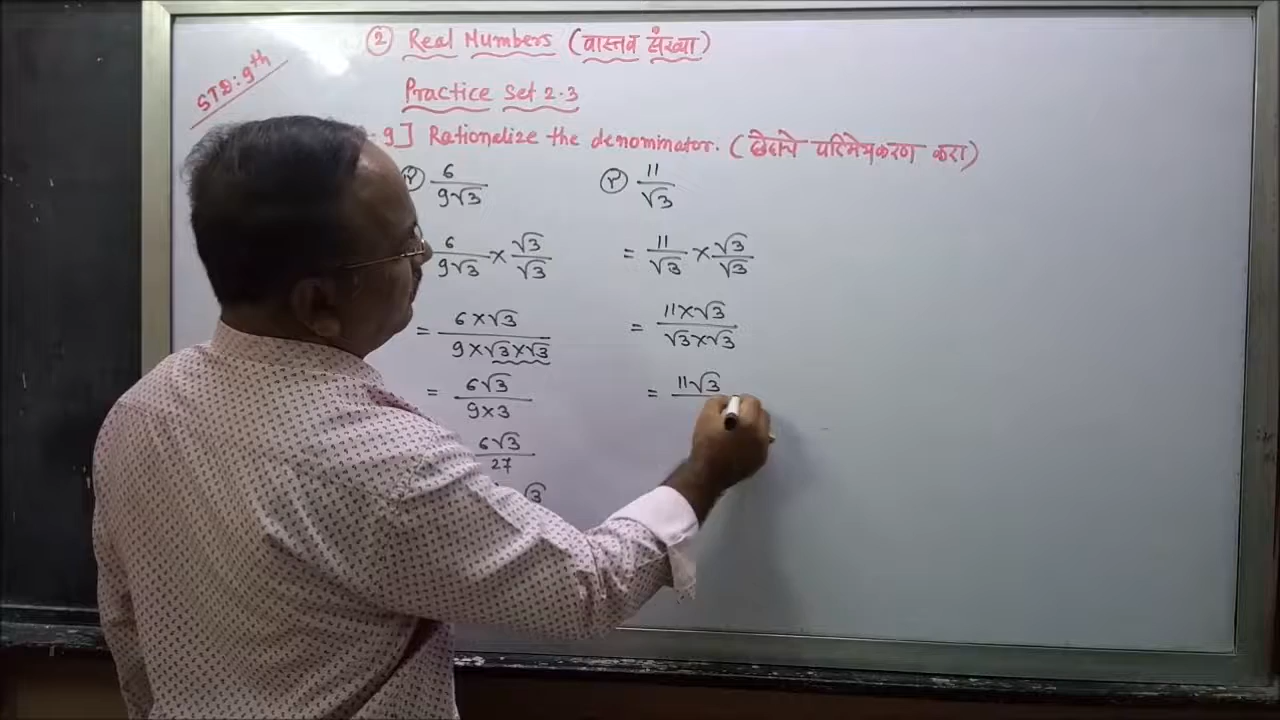 ② Real Numbers (वास्तव संख्या)
STD: 9th
Practice Set 2.3
9] Rationalize the denominator. (छेदाचे परिमेयकरण करा)
६ 6/9√3
= 6/9√3 × √3/√3
= 6×√3/9×√3×√3
= 6√3/9×3
6√3/27
√3
② 11/√3
= 11/√3 × √3/√3
= 11×√3/√3×√3
= 11√3